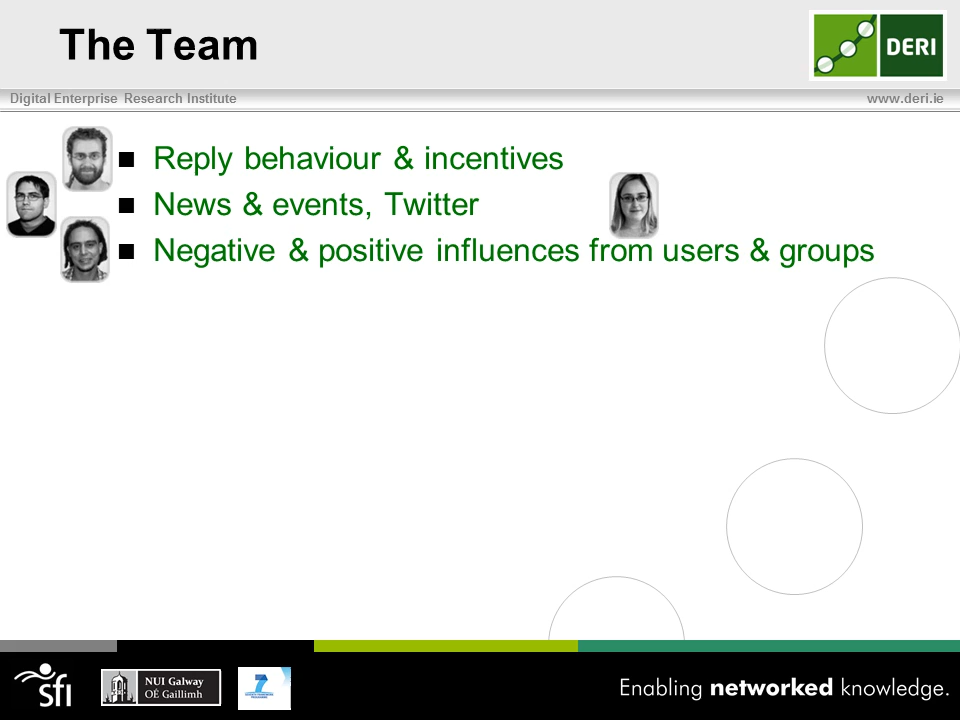 The Team
DERI
Digital Enterprise Research Institute
www.deri.ie
Reply behaviour & incentives
News & events, Twitter
Negative & positive influences from users & groups
sfi
NUI Galway
OÉ Gaillimh
7
Enabling networked knowledge.